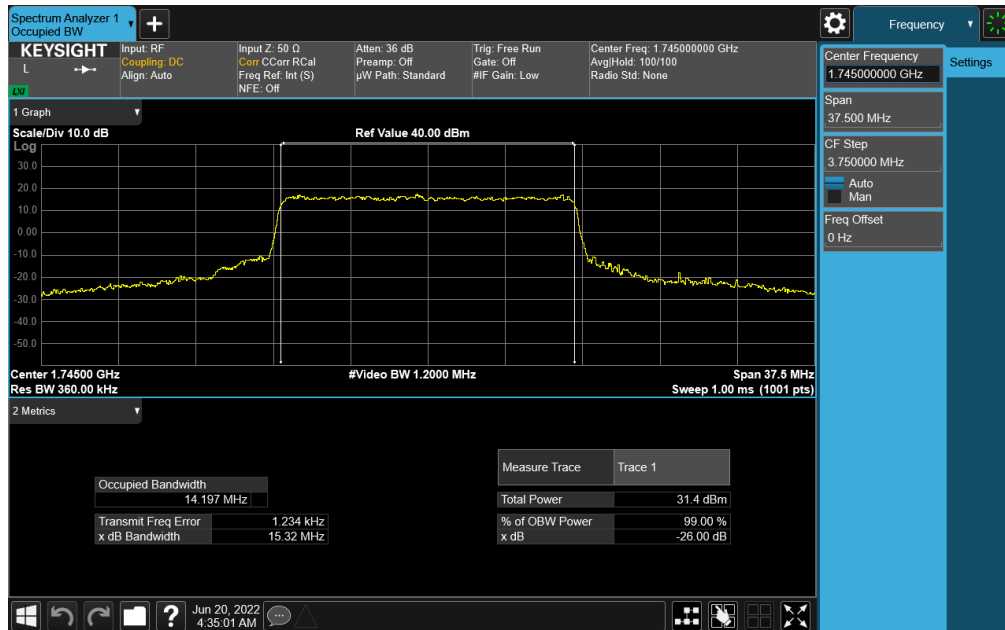 Spectrum Analyzer 1
Occupied BW
Frequency
KEYSIGHT
L
LXI
Input: RF
Coupling: DC
Align: Auto
Input Z: 50 Ω
Corr CCorr RCal
Freq Ref: Int (S)
NFE: Off
Atten: 36 dB
Preamp: Off
µW Path: Standard
Trig: Free Run
Gate: Off
#IF Gain: Low
Center Freq: 1.745000000 GHz
Avg|Hold: 100/100
Radio Std: None
Center Frequency
1.745000000 GHz
Settings
Span
37.500 MHz
CF Step
3.750000 MHz
Auto
Man
Freq Offset
0 Hz
1 Graph
Scale/Div 10.0 dB
Ref Value 40.00 dBm
Log
30.0
20.0
10.0
0.00
-10.0
-20.0
-30.0
-40.0
-50.0
Center 1.74500 GHz
#Video BW 1.2000 MHz
Span 37.5 MHz
Res BW 360.00 kHz
Sweep 1.00 ms (1001 pts)
2 Metrics
Occupied Bandwidth
14.197 MHz
Transmit Freq Error 1.234 kHz
x dB Bandwidth 15.32 MHz
Measure Trace Trace 1
Total Power 31.4 dBm
% of OBW Power 99.00 %
x dB -26.00 dB
Jun 20, 2022
4:35:01 AM